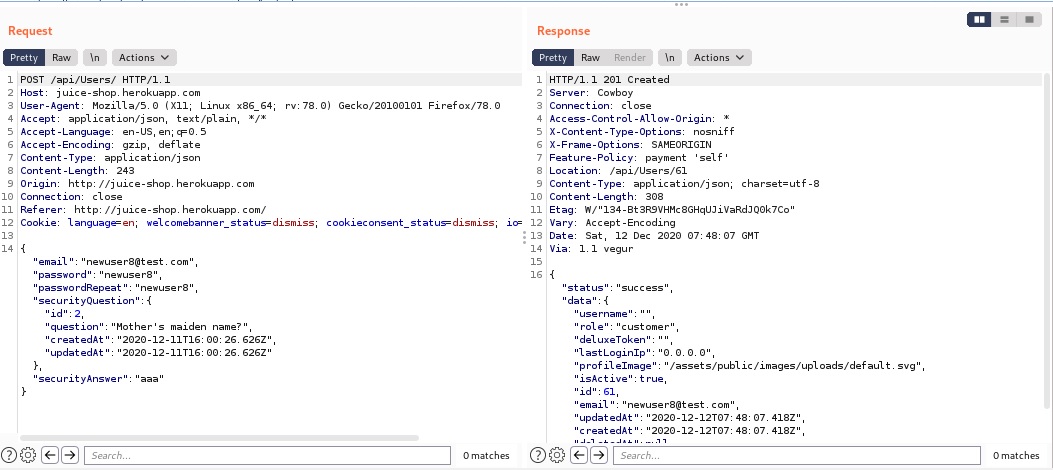 Request
Pretty Raw \n Actions
1 POST /api/Users/ HTTP/1.1
2 Host: juice-shop.herokuapp.com
3 User-Agent: Mozilla/5.0 (X11; Linux x86_64; rv:78.0) Gecko/20100101 Firefox/78.0
4 Accept: application/json, text/plain, */*
5 Accept-Language: en-US,en;q=0.5
6 Accept-Encoding: gzip, deflate
7 Content-Type: application/json
8 Content-Length: 243
9 Origin: http://juice-shop.herokuapp.com
10 Connection: close
11 Referer: http://juice-shop.herokuapp.com/
12 Cookie: language=en; welcomebanner_status=dismiss; cookieconsent_status=dismiss; io=
13
14 {
"email":"newuser8@test.com",
"password":"newuser8",
"passwordRepeat":"newuser8",
"securityQuestion":{
"id":2,
"question":"Mother's maiden name?",
"createdAt":"2020-12-11T16:00:26.626Z",
"updatedAt":"2020-12-11T16:00:26.626Z"
},
"securityAnswer":"aaa"
}
Search...
0 matches
Response
Pretty Raw Render \n Actions
1 HTTP/1.1 201 Created
2 Server: Cowboy
3 Connection: close
4 Access-Control-Allow-Origin: *
5 X-Content-Type-Options: nosniff
6 X-Frame-Options: SAMEORIGIN
7 Feature-Policy: payment 'self'
8 Location: /api/Users/61
9 Content-Type: application/json; charset=utf-8
10 Content-Length: 308
11 Etag: W/"134-Bt3R9VHMc8GHqUJiVaRdJQ0k7Co"
12 Vary: Accept-Encoding
13 Date: Sat, 12 Dec 2020 07:48:07 GMT
14 Via: 1.1 vegur
15
16 {
"status":"success",
"data":{
"username":"",
"role":"customer",
"deluxeToken":"",
"lastLoginIp":"0.0.0.0",
"profileImage":"/assets/public/images/uploads/default.svg",
"isActive":true,
"id":61,
"email":"newuser8@test.com",
"updatedAt":"2020-12-12T07:48:07.418Z",
"createdAt":"2020-12-12T07:48:07.418Z",
Search...
0 matches